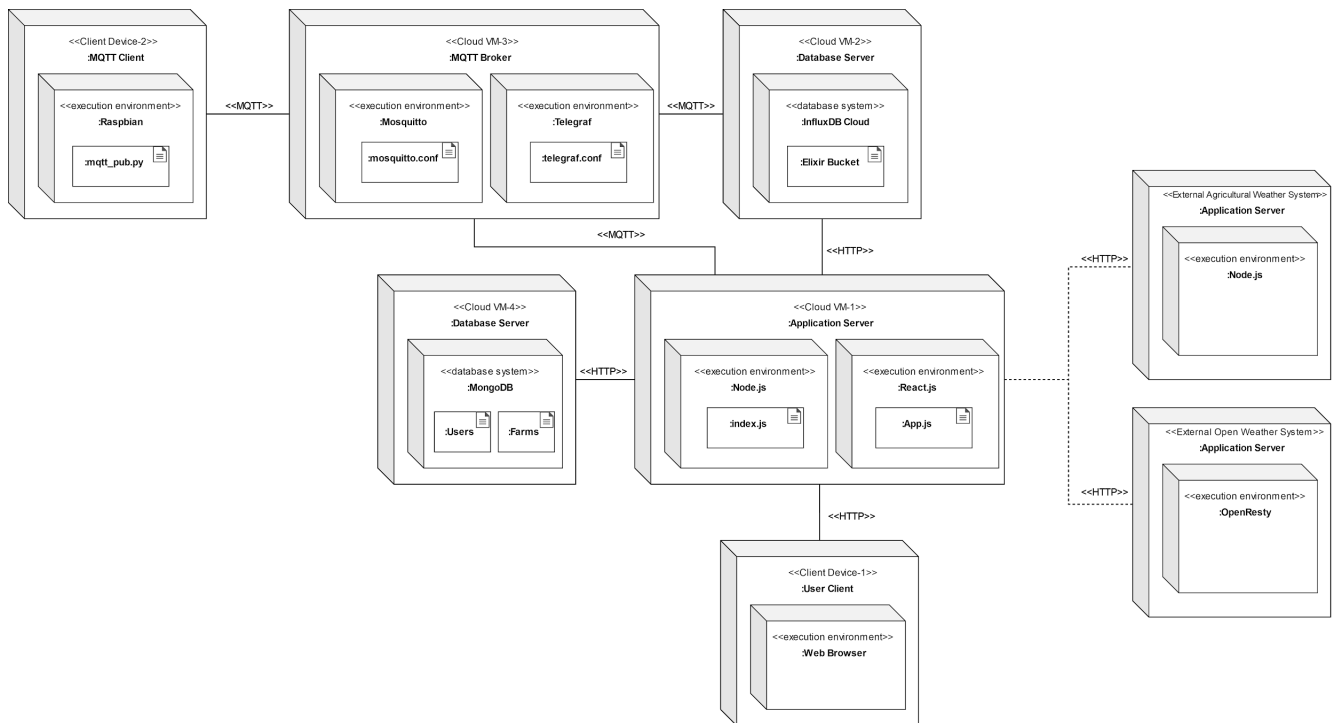 <<Client Device-2>>
:MQTT Client
<<execution environment>>
:Raspbian
:mqtt_pub.py
<<MQTT>>
<<Cloud VM-3>>
:MQTT Broker
<<execution environment>>
:Mosquitto
:mosquitto.conf
<<execution environment>>
:Telegraf
:telegraf.conf
<<MQTT>>
<<Cloud VM-2>>
:Database Server
<<database system>>
:InfluxDB Cloud
:Elixir Bucket
<<MQTT>>
<<HTTP>>
<<Cloud VM-4>>
:Database Server
<<database system>>
:MongoDB
:Users
:Farms
<<HTTP>>
<<Cloud VM-1>>
:Application Server
<<execution environment>>
:Node.js
:index.js
<<execution environment>>
:React.js
:App.js
<<HTTP>>
<<External Agricultural Weather System>>
:Application Server
<<execution environment>>
:Node.js
<<HTTP>>
<<External Open Weather System>>
:Application Server
<<execution environment>>
:OpenResty
<<HTTP>>
<<Client Device-1>>
:User Client
<<execution environment>>
:Web Browser